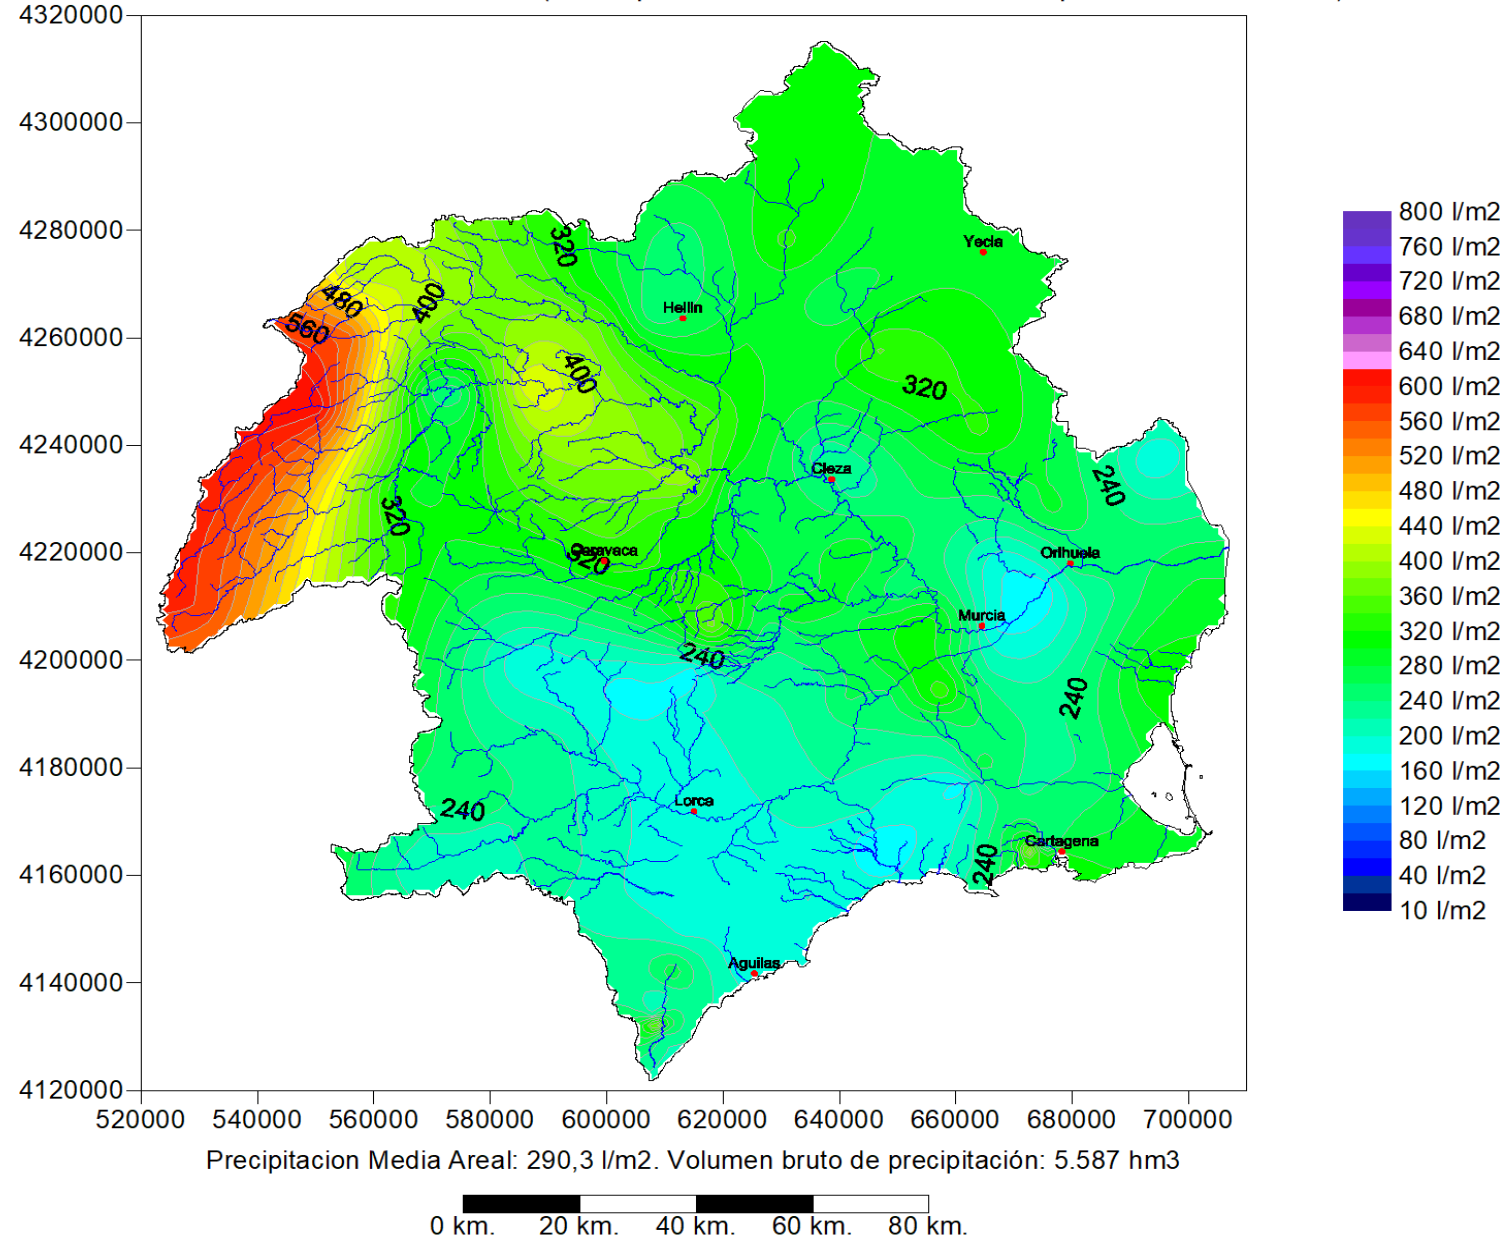 4320000
4300000
4280000
4260000
4240000
4220000
4200000
4180000
4160000
4140000
4120000
520000 540000 560000 580000 600000 620000 640000 660000 680000 700000
320
Yecla
480
400
560
Hellin
400
320
Cieza
240
320
Caravaca
320
Orihuela
Murcia
240
240
240
Lorca
Cartagena
240
Aguilas
800 l/m2
760 l/m2
720 l/m2
680 l/m2
640 l/m2
600 l/m2
560 l/m2
520 l/m2
480 l/m2
440 l/m2
400 l/m2
360 l/m2
320 l/m2
280 l/m2
240 l/m2
200 l/m2
160 l/m2
120 l/m2
80 l/m2
40 l/m2
10 l/m2
Precipitacion Media Areal: 290,3 l/m2. Volumen bruto de precipitación: 5.587 hm3
0 km. 20 km. 40 km. 60 km. 80 km.